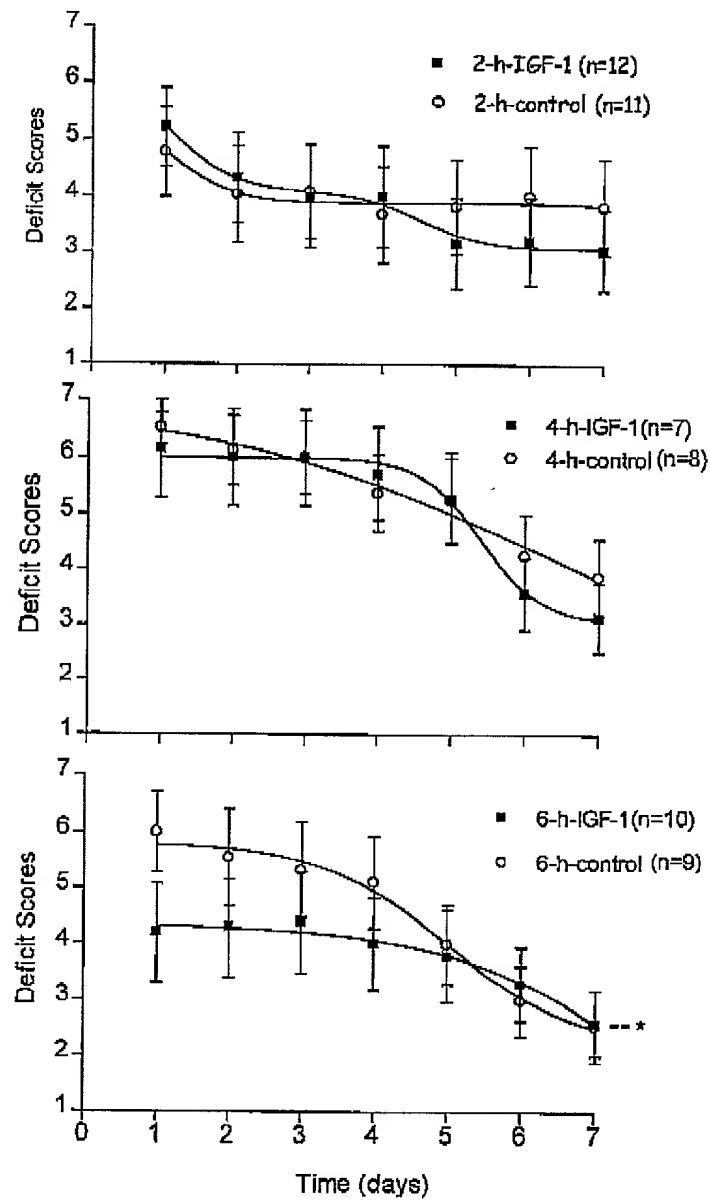 7
2-h-IGF-1 (n=12)
6
2-h-control (n=11)
5
4
3
2
1
Deficit Scores
7
4-h-IGF-1(n=7)
6
4-h-control (n=8)
5
4
3
2
1
Deficit Scores
7
6-h-IGF-1(n=10)
6
6-h-control (n=9)
5
4
3
*
2
1
Deficit Scores
0 1 2 3 4 5 6 7
Time (days)